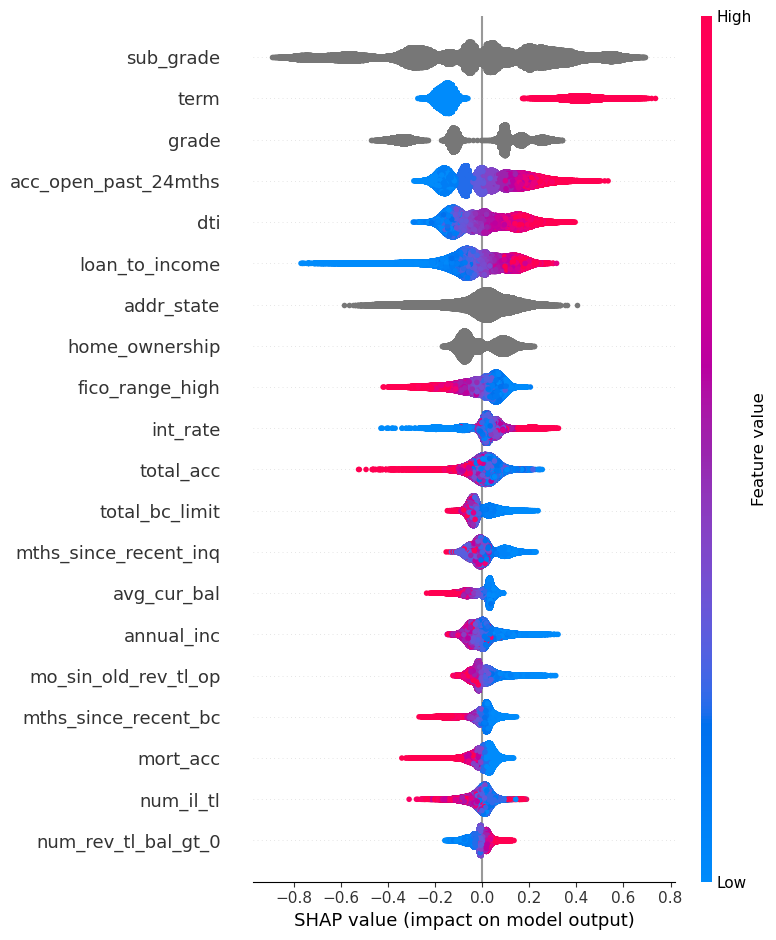 High
sub_grade
term
grade
acc_open_past_24mths
dti
loan_to_income
addr_state
home_ownership
fico_range_high
int_rate
total_acc
total_bc_limit
mths_since_recent_inq
avg_cur_bal
annual_inc
mo_sin_old_rev_tl_op
mths_since_recent_bc
mort_acc
num_il_tl
num_rev_tl_bal_gt_0
Feature value
Low
−0.8 −0.6 −0.4 −0.2 0.0 0.2 0.4 0.6 0.8
SHAP value (impact on model output)